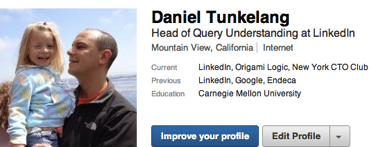 Daniel Tunkelang
Head of Query Understanding at LinkedIn
Mountain View, California | Internet
Current LinkedIn, Origami Logic, New York CTO Club
Previous LinkedIn, Google, Endeca
Education Carnegie Mellon University
Improve your profile Edit Profile